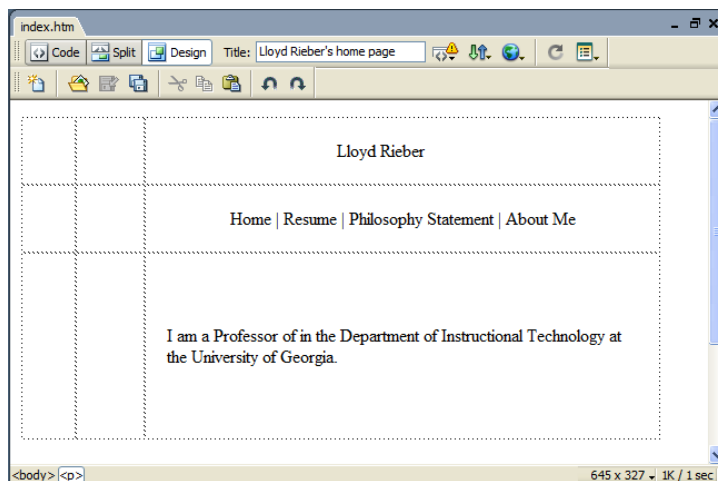 index.htm
Code Split Design Title: Lloyd Rieber's home page
Lloyd Rieber
Home | Resume | Philosophy Statement | About Me
I am a Professor of in the Department of Instructional Technology at
the University of Georgia.
<body> <p> 645 x 327 1K / 1 sec